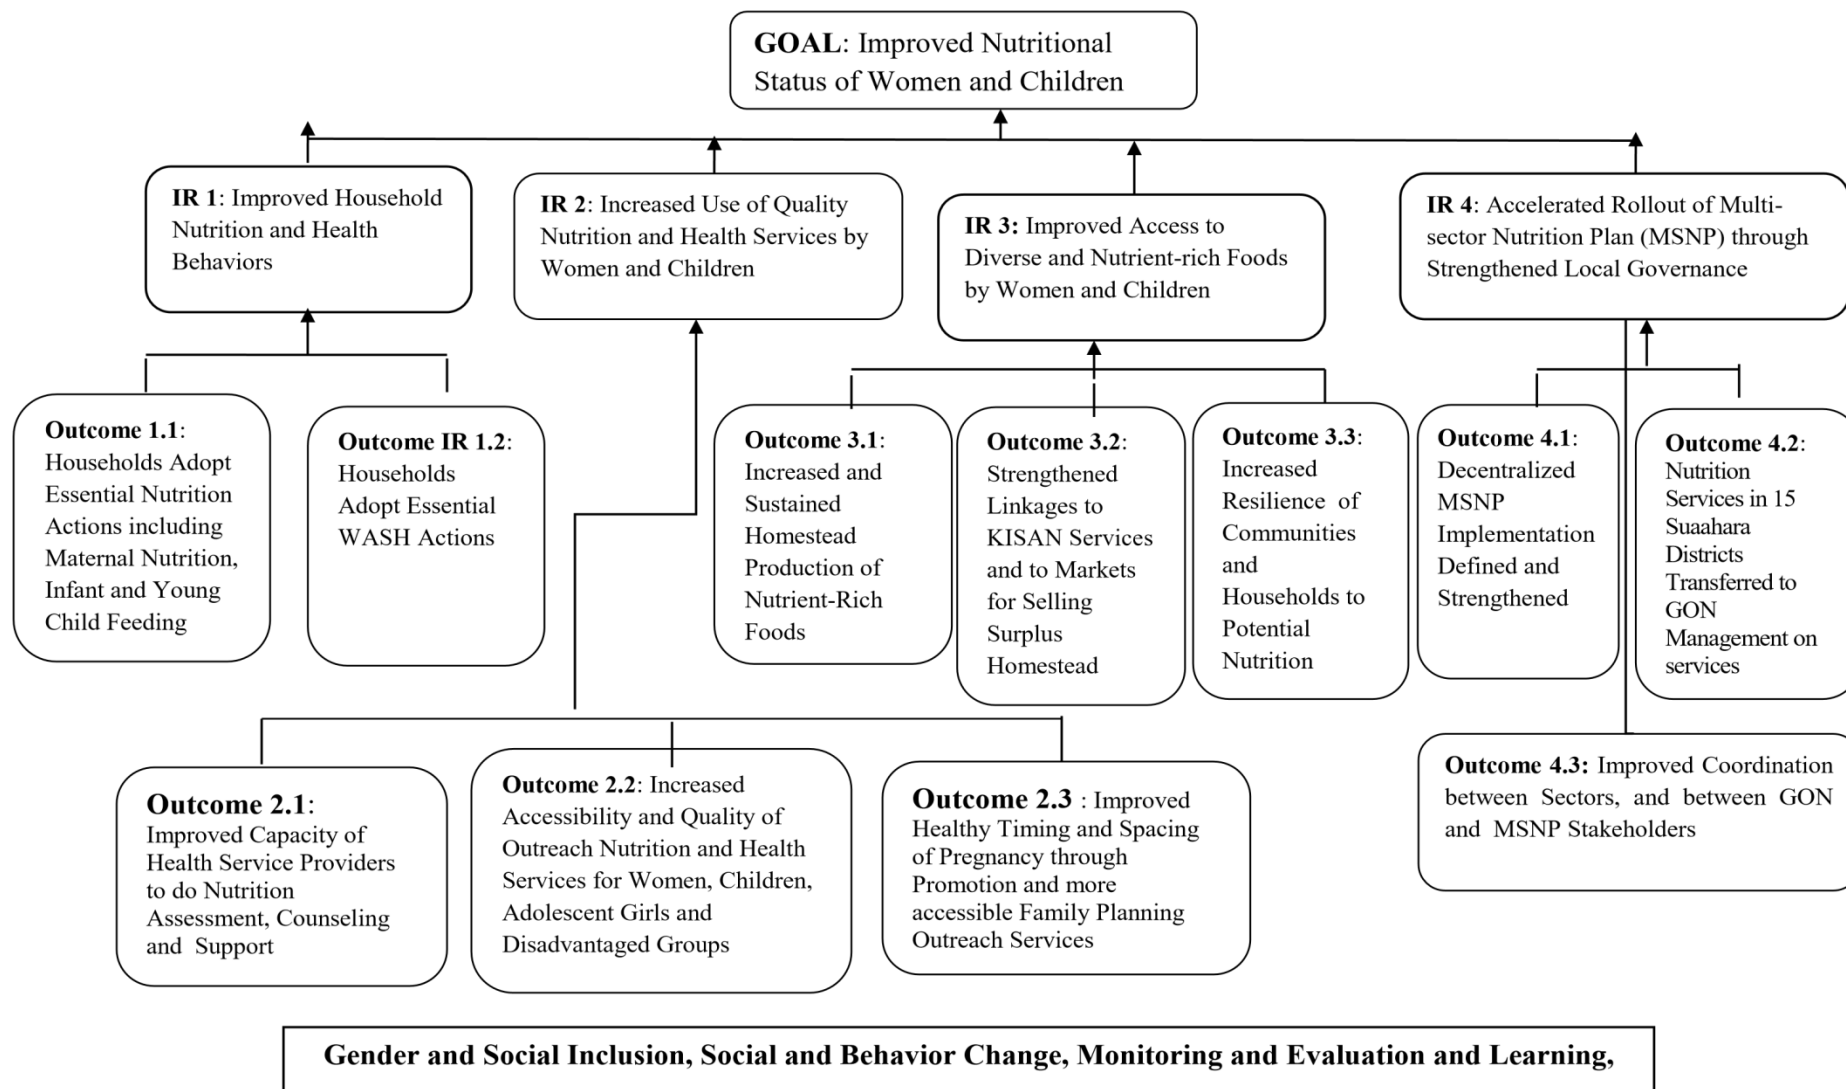 GOAL: Improved Nutritional
Status of Women and Children
IR 1: Improved Household
Nutrition and Health
Behaviors
IR 2: Increased Use of Quality
Nutrition and Health Services by
Women and Children
IR 3: Improved Access to
Diverse and Nutrient-rich Foods
by Women and Children
IR 4: Accelerated Rollout of Multi-
sector Nutrition Plan (MSNP) through
Strengthened Local Governance
Outcome 1.1:
Households Adopt
Essential Nutrition
Actions including
Maternal Nutrition,
Infant and Young
Child Feeding
Outcome IR 1.2:
Households
Adopt Essential
WASH Actions
Outcome 3.1:
Increased and
Sustained
Homestead
Production of
Nutrient-Rich
Foods
Outcome 3.2:
Strengthened
Linkages to
KISAN Services
and to Markets
for Selling
Surplus
Homestead
Outcome 3.3:
Increased
Resilience of
Communities
and
Households to
Potential
Nutrition
Outcome 4.1:
Decentralized
MSNP
Implementation
Defined and
Strengthened
Outcome 4.2:
Nutrition
Services in 15
Suaahara
Districts
Transferred to
GON
Management on
services
Outcome 2.1:
Improved Capacity of
Health Service Providers
to do Nutrition
Assessment, Counseling
and Support
Outcome 2.2: Increased
Accessibility and Quality of
Outreach Nutrition and Health
Services for Women, Children,
Adolescent Girls and
Disadvantaged Groups
Outcome 2.3 : Improved
Healthy Timing and Spacing
of Pregnancy through
Promotion and more
accessible Family Planning
Outreach Services
Outcome 4.3: Improved Coordination
between Sectors, and between GON
and MSNP Stakeholders
Gender and Social Inclusion, Social and Behavior Change, Monitoring and Evaluation and Learning,